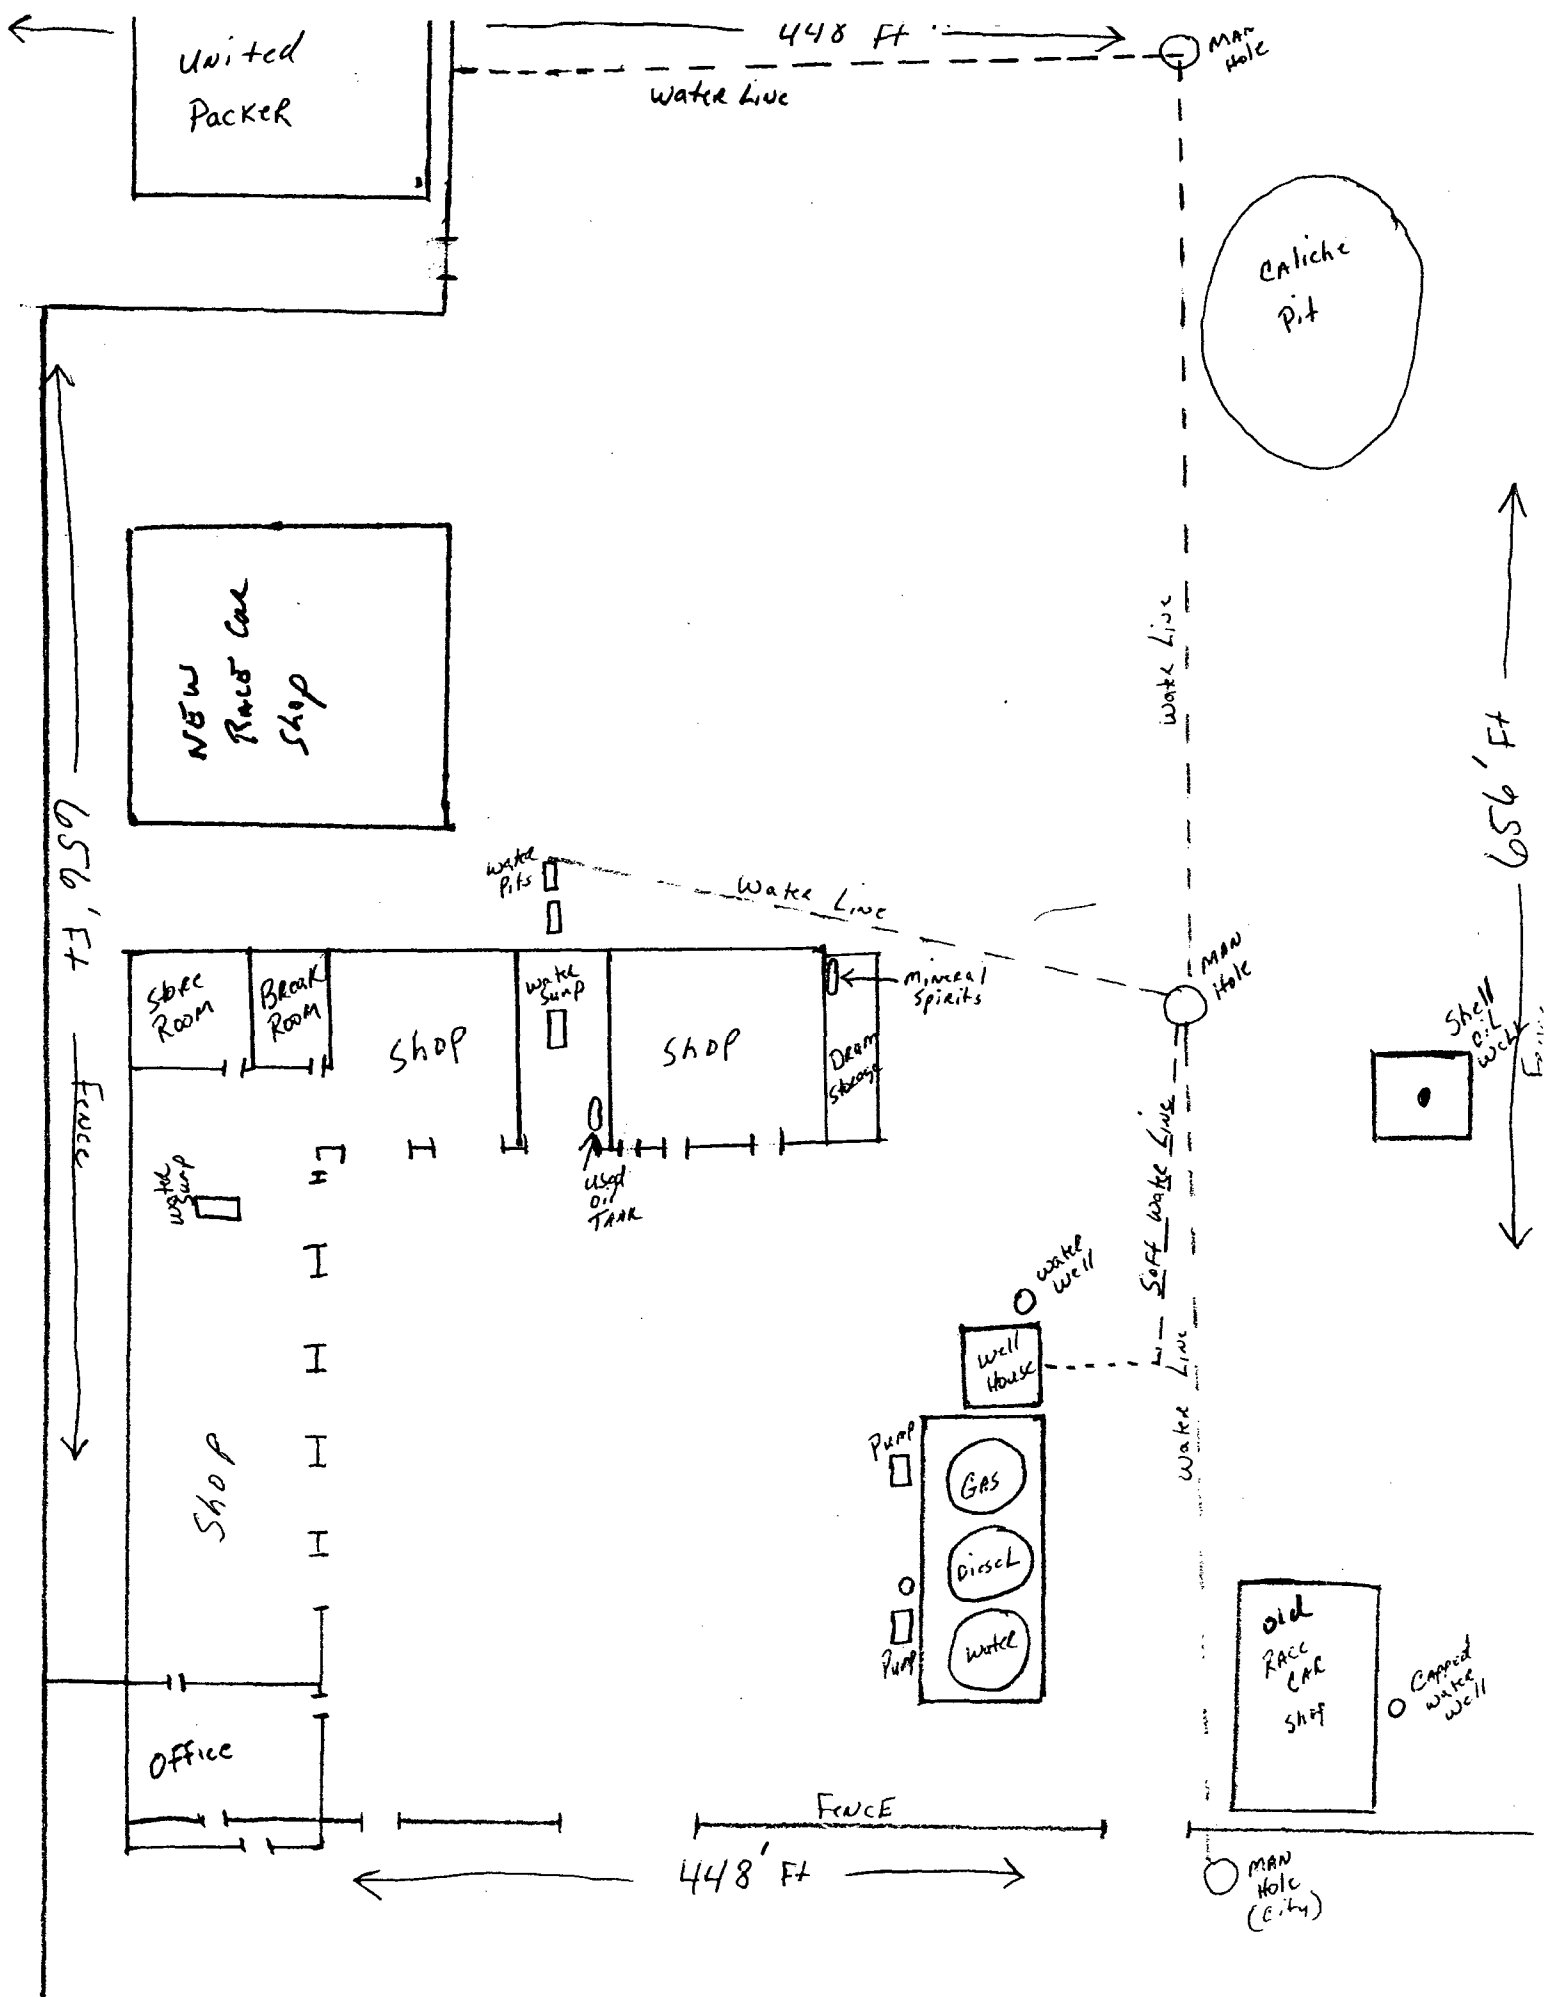 448 Ft
MAN
Hole
United
Packer
Water Line
CAliche
Pit
656' Ft
Water Line
NEW
RACE Car
Shop
656' Ft
Fence
Water
Pits
Water Line
MAN
Hole
Store
ROOM
Break
ROOM
Shop
Water
Sump
Shop
Mineral
Spirits
Drum
Storage
Shell
OiL
WeLL
Soft Water Line
Water
Sump
Used
Oil
TANK
Water
Well
Well
House
Water Line
Shop
Pump
GAS
DieseL
Water
Pump
Old
RACE
CAR
Shop
CAPPed
Water
Well
Office
FencE
448' Ft
MAN
Hole
(City)